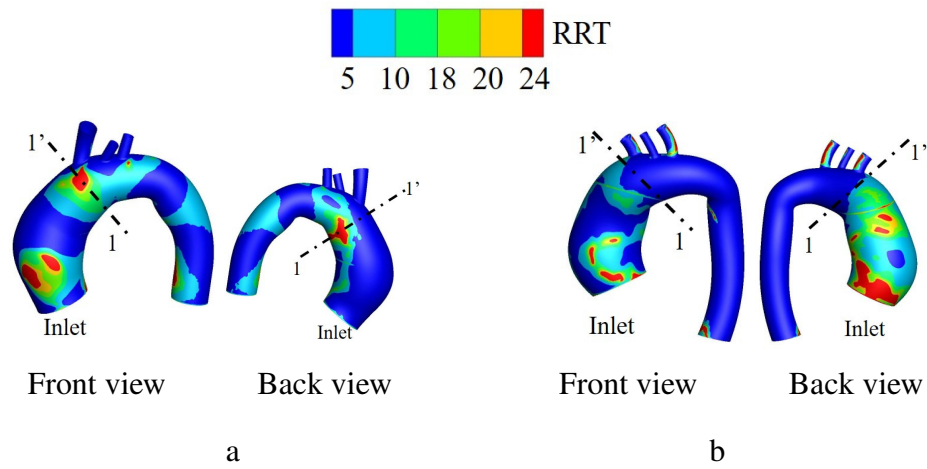 RRT
5 10 18 20 24
1’
1
Inlet
Front view
1’
1
Inlet
Back view
a
1’
1
Inlet
Front view
1’
1
Inlet
Back view
b